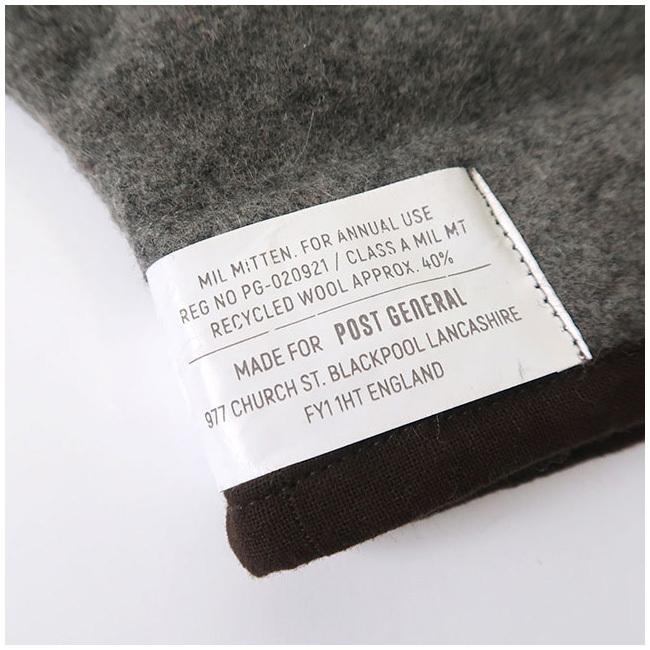 MIL MITTEN. FOR ANNUAL USE
REG NO PG-020921 / CLASS A MIL MT
RECYCLED WOOL APPROX. 40%
MADE FOR POST GENERAL
977 CHURCH ST. BLACKPOOL LANCASHIRE
FY1 1HT ENGLAND